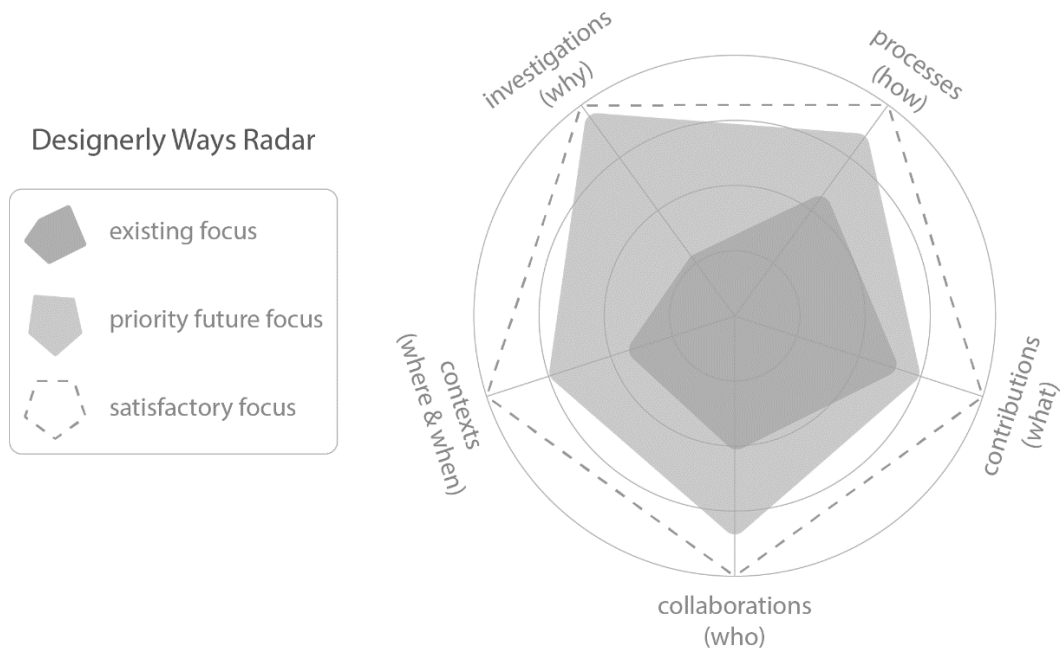 Designerly Ways Radar
existing focus
priority future focus
satisfactory focus
investigations
(why)
processes
(how)
contributions
(what)
collaborations
(who)
contexts
(where & when)